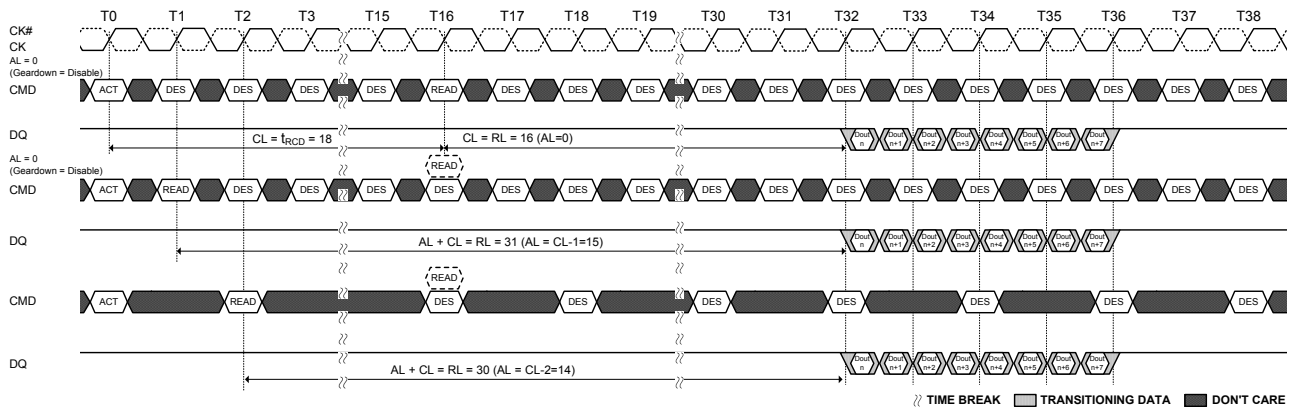 T0 T1 T2 T3 T15 T16 T17 T18 T19 T30 T31 T32 T33 T34 T35 T36 T37 T38
CK#
CK
AL = 0
(Geardown = Disable)
CMD ACT DES DES DES DES READ DES DES DES DES DES DES DES DES DES DES DES DES
DQ Dout n Dout n+1 Dout n+2 Dout n+3 Dout n+4 Dout n+5 Dout n+6 Dout n+7
CL = tRCD = 18 CL = RL = 16 (AL=0)
AL = 0
(Geardown = Disable)
READ
CMD ACT READ DES DES DES DES DES DES DES DES DES DES DES DES DES DES DES DES
DQ Dout n Dout n+1 Dout n+2 Dout n+3 Dout n+4 Dout n+5 Dout n+6 Dout n+7
AL + CL = RL = 31 (AL = CL-1=15)
READ
CMD ACT READ DES DES DES DES DES DES DES
DQ Dout n Dout n+1 Dout n+2 Dout n+3 Dout n+4 Dout n+5 Dout n+6 Dout n+7
AL + CL = RL = 30 (AL = CL-2=14)
TIME BREAK TRANSITIONING DATA DON'T CARE